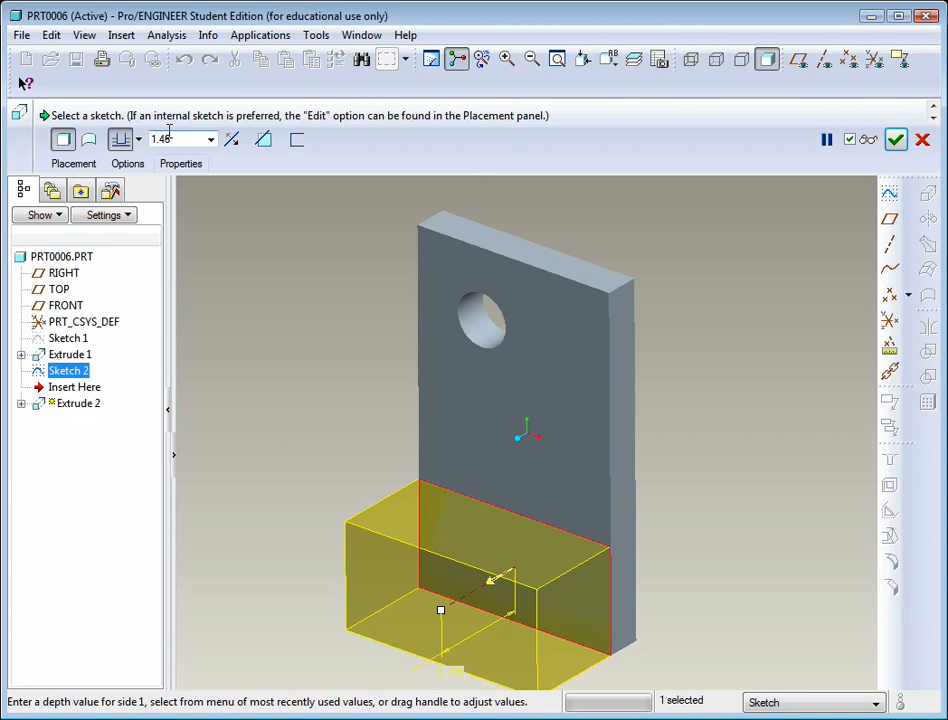 PRT0006 (Active) - Pro/ENGINEER Student Edition (for educational use only)
File Edit View Insert Analysis Info Applications Tools Window Help
Select a sketch. (If an internal sketch is preferred, the "Edit" option can be found in the Placement panel.)
1.46
Placement Options Properties
Show Settings
PRT0006.PRT
RIGHT
TOP
FRONT
PRT_CSYS_DEF
Sketch 1
Extrude 1
Sketch 2
Insert Here
Extrude 2
Enter a depth value for side 1, select from menu of most recently used values, or drag handle to adjust values.
1 selected
Sketch